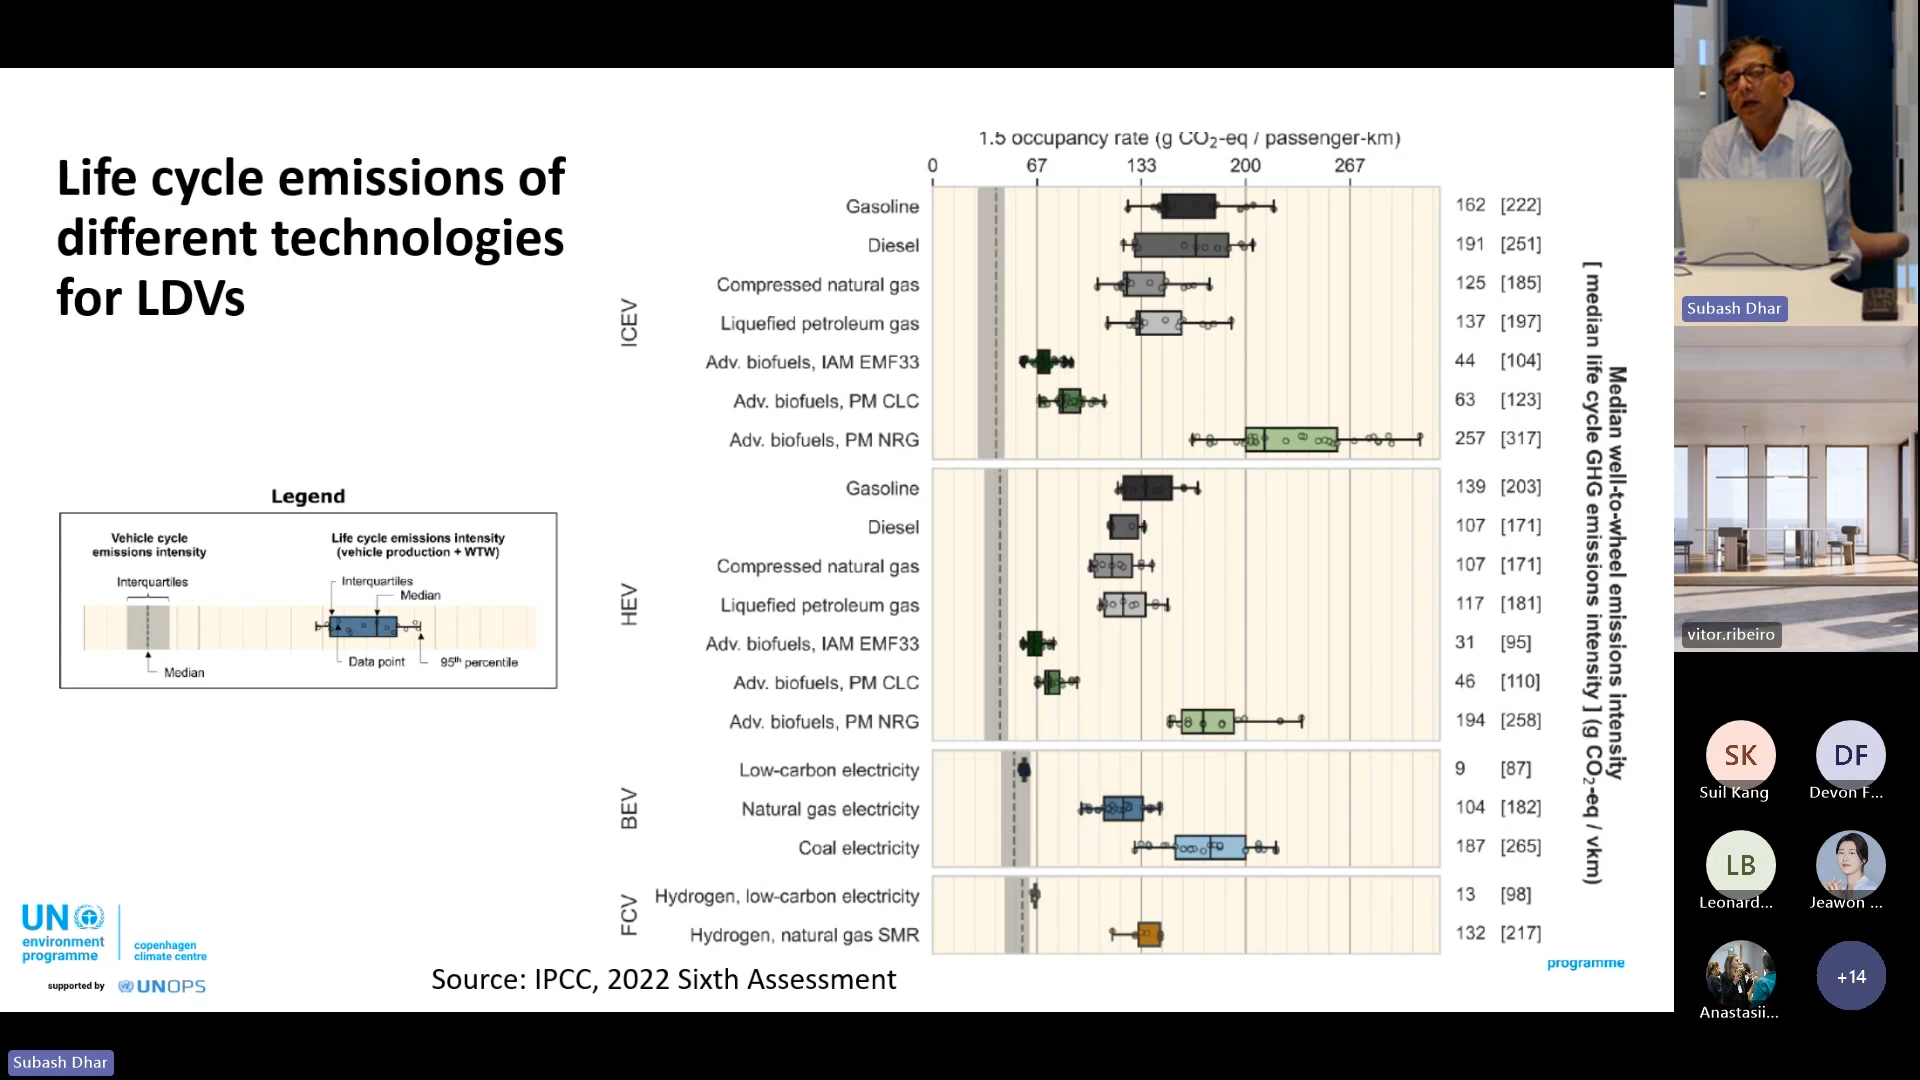 Life cycle emissions of
different technologies
for LDVs
1.5 occupancy rate (g CO₂-eq / passenger-km)
0 67 133 200 267
ICEV
Gasoline 162 [222]
Diesel 191 [251]
Compressed natural gas 125 [185]
Liquefied petroleum gas 137 [197]
Adv. biofuels, IAM EMF33 44 [104]
Adv. biofuels, PM CLC 63 [123]
Adv. biofuels, PM NRG 257 [317]
HEV
Gasoline 139 [203]
Diesel 107 [171]
Compressed natural gas 107 [171]
Liquefied petroleum gas 117 [181]
Adv. biofuels, IAM EMF33 31 [95]
Adv. biofuels, PM CLC 46 [110]
Adv. biofuels, PM NRG 194 [258]
BEV
Low-carbon electricity 9 [87]
Natural gas electricity 104 [182]
Coal electricity 187 [265]
FCV
Hydrogen, low-carbon electricity 13 [98]
Hydrogen, natural gas SMR 132 [217]
Median well-to-wheel emissions intensity
[ median life cycle GHG emissions intensity ] (g CO₂-eq / vkm)
Legend
Vehicle cycle
emissions intensity
Interquartiles
Median
Life cycle emissions intensity
(vehicle production + WTW)
Interquartiles
Median
Data point
95th percentile
UN
environment
programme
copenhagen
climate centre
supported by
UNOPS
Source: IPCC, 2022 Sixth Assessment
programme
Subash Dhar
Subash Dhar
vitor.ribeiro
SK
Suil Kang
DF
Devon F...
LB
Leonard...
Jeawon ...
Anastasii...
+14